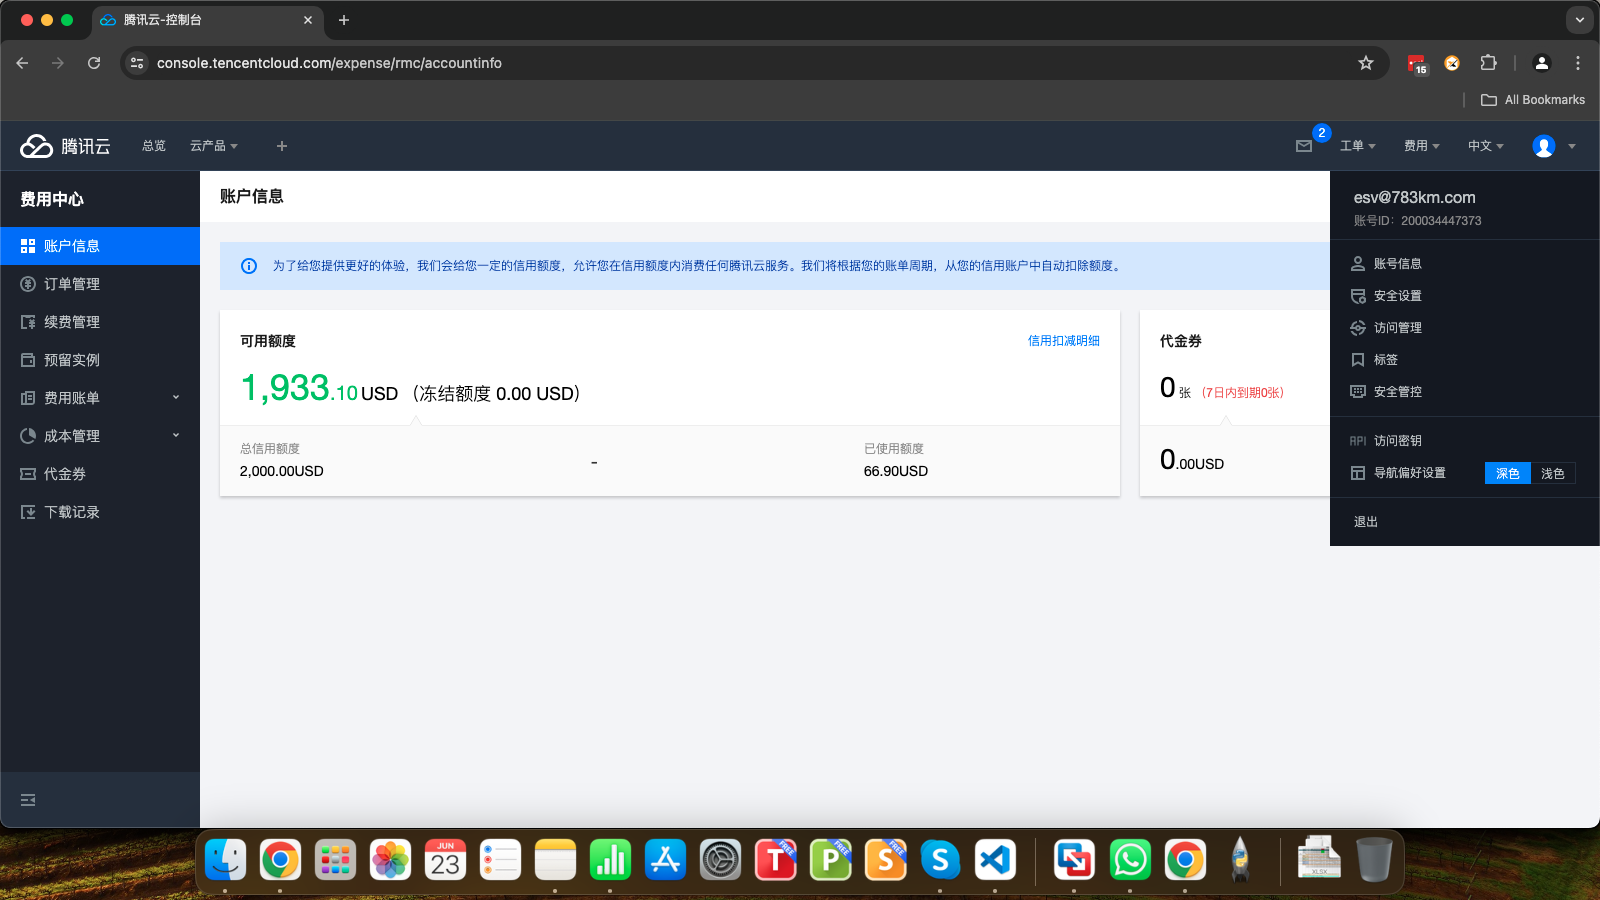 腾讯云-控制台
console.tencentcloud.com/expense/rmc/accountinfo
15
All Bookmarks
腾讯云
总览
云产品
2
工单
费用
中文
费用中心
账户信息
订单管理
续费管理
预留实例
费用账单
成本管理
代金券
下载记录
账户信息
为了给您提供更好的体验，我们会给您一定的信用额度，允许您在信用额度内消费任何腾讯云服务。我们将根据您的账单周期，从您的信用账户中自动扣除额度。
可用额度
信用扣减明细
1,933.10 USD （冻结额度 0.00 USD）
总信用额度
2,000.00USD
-
已使用额度
66.90USD
代金券
0 张 （7日内到期0张）
0.00USD
esv@783km.com
账号ID：200034447373
账号信息
安全设置
访问管理
标签
安全管控
API 访问密钥
导航偏好设置
深色
浅色
退出
JUN
23
T FREE
P FREE
S FREE
S
XLSX